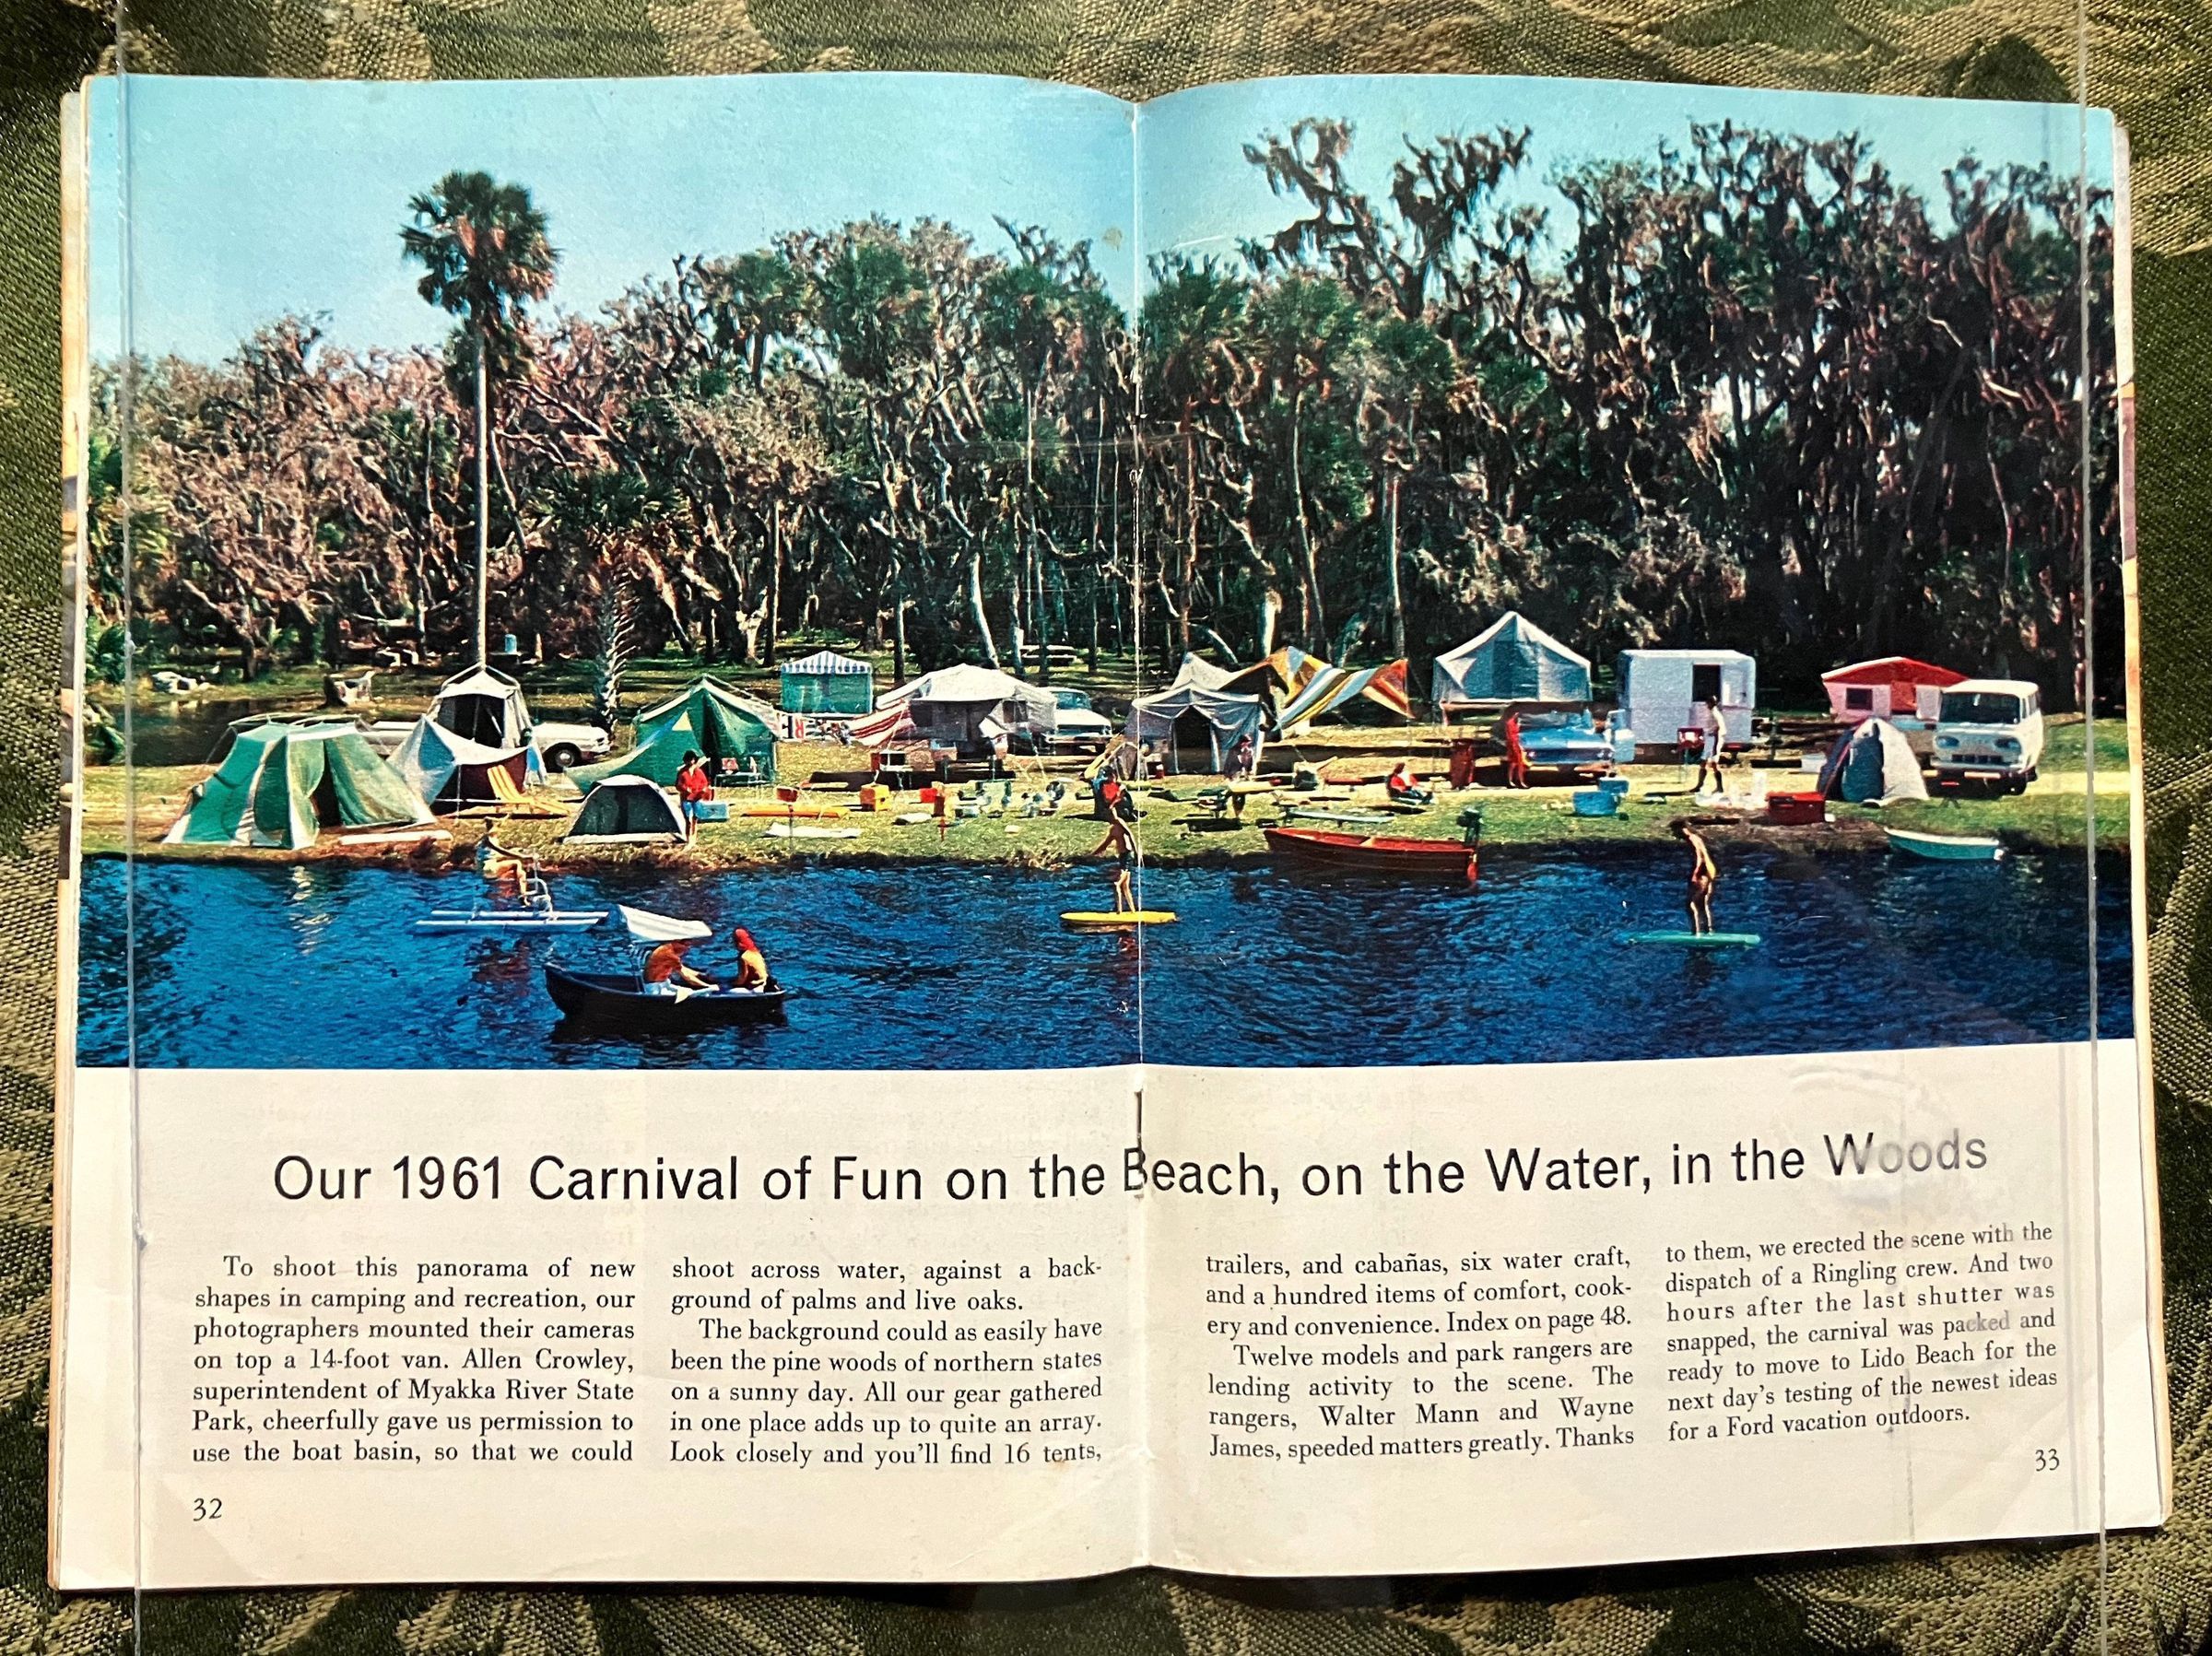 Our 1961 Carnival of Fun on the Beach, on the Water, in the Woods
To shoot this panorama of new
shapes in camping and recreation, our
photographers mounted their cameras
on top a 14-foot van. Allen Crowley,
superintendent of Myakka River State
Park, cheerfully gave us permission to
use the boat basin, so that we could
shoot across water, against a back-
ground of palms and live oaks.
The background could as easily have
been the pine woods of northern states
on a sunny day. All our gear gathered
in one place adds up to quite an array.
Look closely and you'll find 16 tents,
trailers, and cabañas, six water craft,
and a hundred items of comfort, cook-
ery and convenience. Index on page 48.
Twelve models and park rangers are
lending activity to the scene. The
rangers, Walter Mann and Wayne
James, speeded matters greatly. Thanks
to them, we erected the scene with the
dispatch of a Ringling crew. And two
hours after the last shutter was
snapped, the carnival was packed and
ready to move to Lido Beach for the
next day's testing of the newest ideas
for a Ford vacation outdoors.
32
33